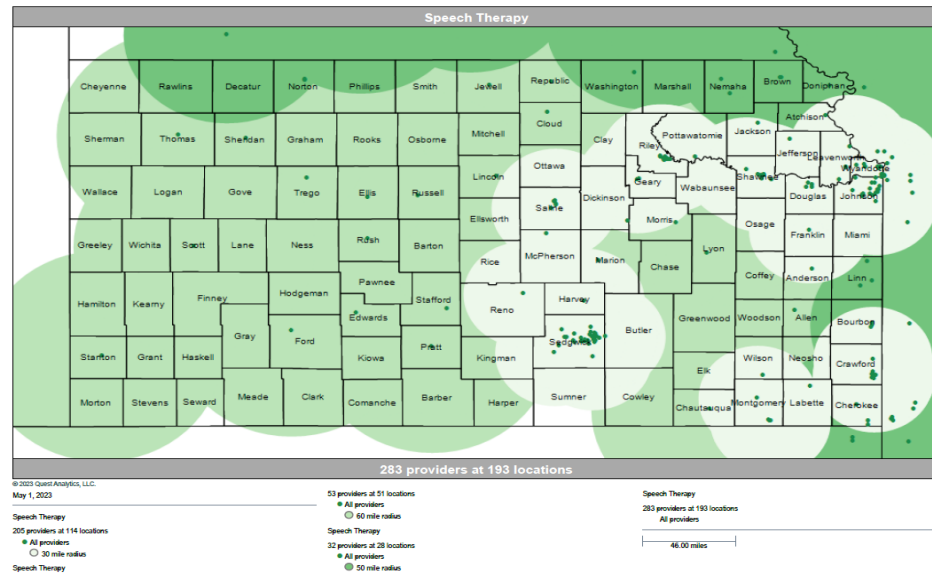 Speech Therapy
Cheyenne Rawlins Decatur Norton Phillips Smith Jewell Republic Washington Marshall Nemaha Brown Doniphan
Atchison
Cloud
Sherman Thomas Sheridan Graham Rooks Osborne Mitchell Clay Riley Pottawatomie Jackson
Jefferson Leavenworth
Wyandotte
Ottawa
Lincoln
Wallace Logan Gove Trego Ellis Russell Geary Wabaunsee Shawnee
Dickinson
Douglas Johnson
Saline
Ellsworth
Morris
Osage
Greeley Wichita Scott Lane Ness Rush Barton
Franklin Miami
Lyon
Rice McPherson Marion Chase
Coffey Anderson Linn
Pawnee
Hamilton Kearny Finney Hodgeman Stafford
Reno Harvey
Edwards
Gray Ford
Butler Greenwood Woodson Allen Bourbon
Sedgwick
Stanton Grant Haskell Kiowa Pratt Kingman
Wilson Neosho Crawford
Elk
Morton Stevens Seward Meade Clark Comanche Barber Harper Sumner Cowley
Chautauqua Montgomery Labette Cherokee
283 providers at 193 locations
© 2023 Quest Analytics, LLC.
May 1, 2023
Speech Therapy
205 providers at 114 locations
All providers
30 mile radius
Speech Therapy
53 providers at 51 locations
All providers
60 mile radius
Speech Therapy
32 providers at 28 locations
All providers
50 mile radius
Speech Therapy
283 providers at 193 locations
All providers
46.00 miles